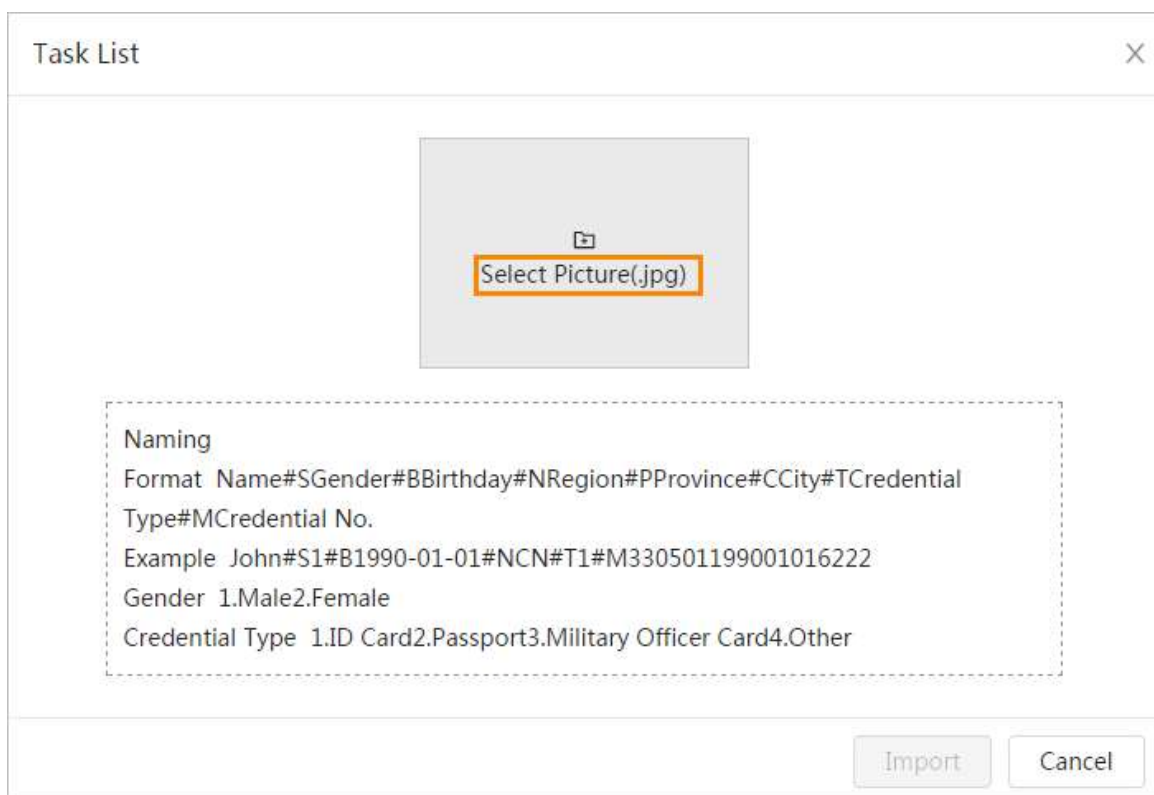 Task List
Select Picture(.jpg)
Naming
Format  Name#SGender#BBirthday#NRegion#PProvince#CCity#TCredential
Type#MCredential No.
Example  John#S1#B1990-01-01#NCN#T1#M330501199001016222
Gender  1.Male2.Female
Credential Type  1.ID Card2.Passport3.Military Officer Card4.Other
Import
Cancel